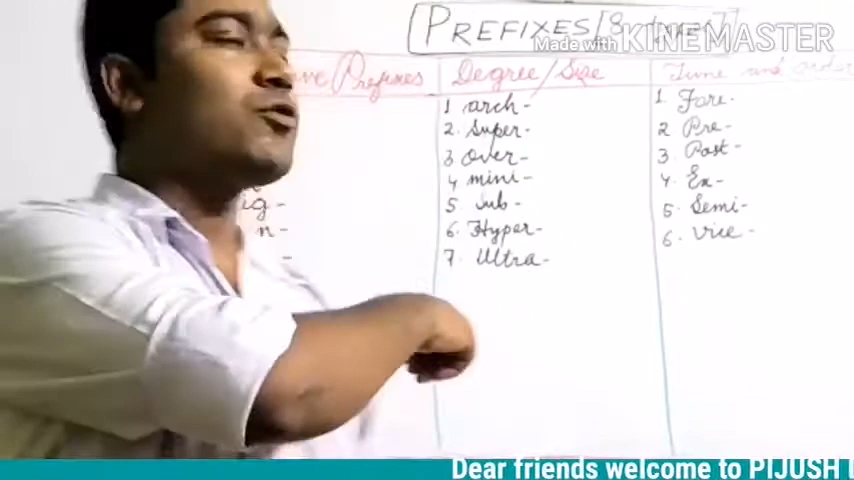 PREFIXES [8
Made with KINEMASTER
ve Prefixes
Degree/Size
Time and order
1 arch-
2. Super-
3 Over-
4 mini-
5 sub-
6. Hyper-
7. Ultra-
1. Fore-
2. Pre-
3. Post-
4. Ex-
5. Semi-
6. Vice-
ig-
n-
Dear friends welcome to PIJUSH